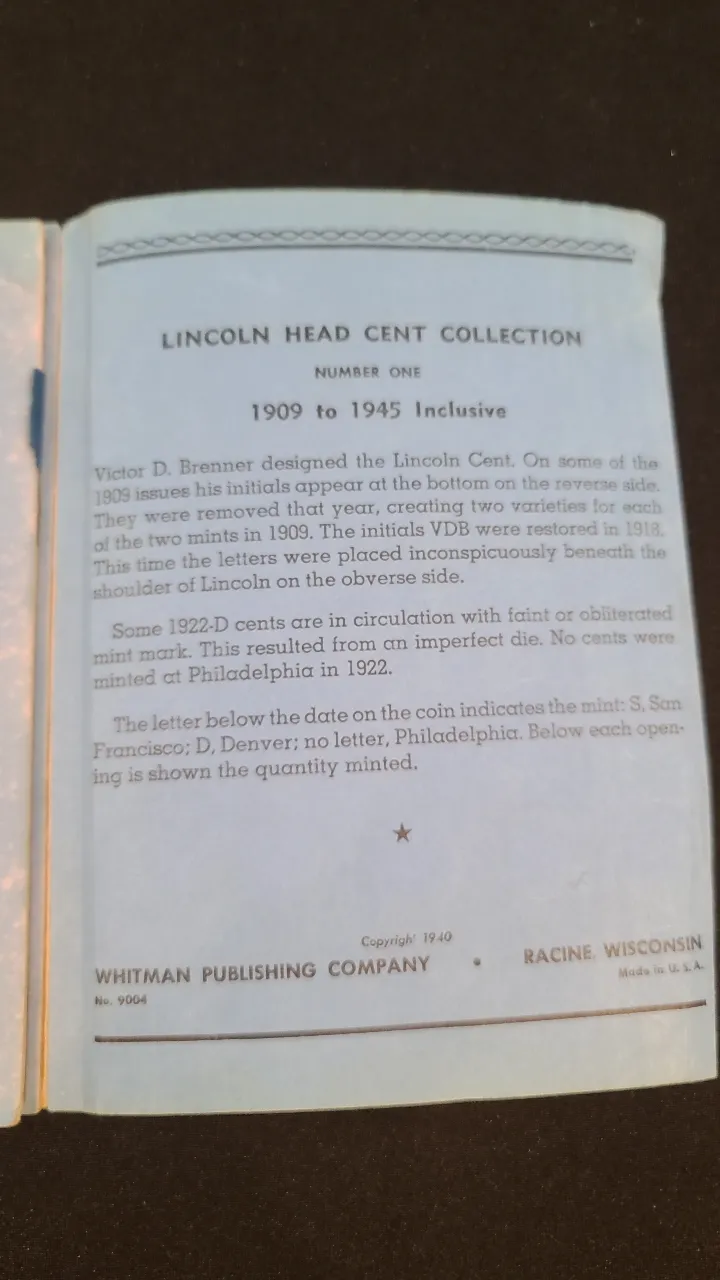 LINCOLN HEAD CENT COLLECTION
NUMBER ONE
1909 to 1945 Inclusive
Victor D. Brenner designed the Lincoln Cent. On some of the
1909 issues his initials appear at the bottom on the reverse side.
They were removed that year, creating two varieties for each
of the two mints in 1909. The initials VDB were restored in 1918.
This time the letters were placed inconspicuously beneath the
shoulder of Lincoln on the obverse side.
Some 1922-D cents are in circulation with faint or obliterated
mint mark. This resulted from an imperfect die. No cents were
minted at Philadelphia in 1922.
The letter below the date on the coin indicates the mint: S, San
Francisco; D, Denver; no letter, Philadelphia. Below each open-
ing is shown the quantity minted.
Copyright 1940
WHITMAN PUBLISHING COMPANY • RACINE, WISCONSIN
No. 9004 Made in U. S. A.